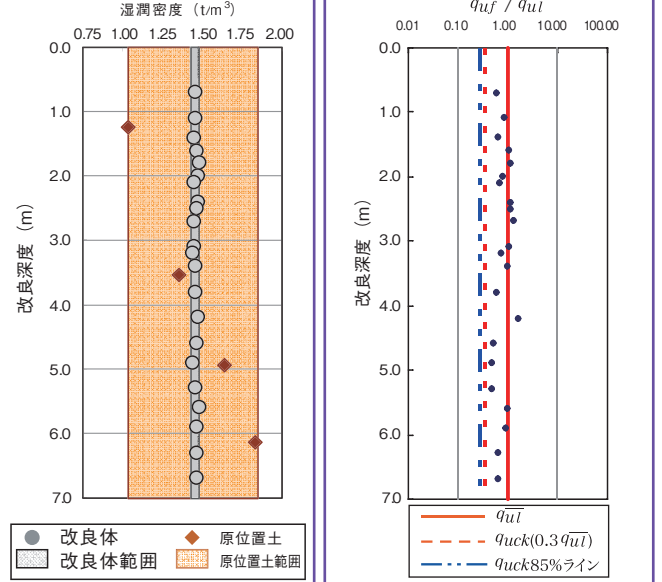 湿潤密度（t/m³）
0.75 1.00 1.25 1.50 1.75 2.00
0.0
1.0
2.0
3.0
4.0
5.0
6.0
7.0
改良深度（m）
改良体
原位置土
改良体範囲
原位置土範囲
quf / qul
0.01 0.10 1.00 10.00 100.00
0.0
1.0
2.0
3.0
4.0
5.0
6.0
7.0
改良深度（m）
qul
quck(0.3 qul)
quck85%ライン